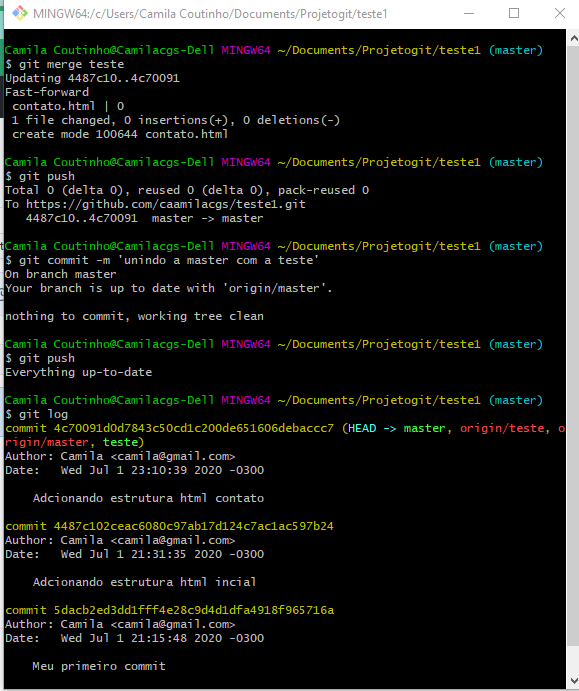 MINGW64:/c/Users/Camila Coutinho/Documents/Projetogit/teste1
Camila Coutinho@Camilacgs-Dell MINGW64 ~/Documents/Projetogit/teste1 (master)
$ git merge teste
Updating 4487c10..4c70091
Fast-forward
 contato.html | 0
 1 file changed, 0 insertions(+), 0 deletions(-)
 create mode 100644 contato.html
Camila Coutinho@Camilacgs-Dell MINGW64 ~/Documents/Projetogit/teste1 (master)
$ git push
Total 0 (delta 0), reused 0 (delta 0), pack-reused 0
To https://github.com/caamilacgs/teste1.git
   4487c10..4c70091  master -> master
Camila Coutinho@Camilacgs-Dell MINGW64 ~/Documents/Projetogit/teste1 (master)
$ git commit -m 'unindo a master com a teste'
On branch master
Your branch is up to date with 'origin/master'.
nothing to commit, working tree clean
Camila Coutinho@Camilacgs-Dell MINGW64 ~/Documents/Projetogit/teste1 (master)
$ git push
Everything up-to-date
Camila Coutinho@Camilacgs-Dell MINGW64 ~/Documents/Projetogit/teste1 (master)
$ git log
commit 4c70091d0d7843c50cd1c200de651606debaccc7 (HEAD -> master, origin/teste, o
rigin/master, teste)
Author: Camila <camila@gmail.com>
Date:   Wed Jul 1 23:10:39 2020 -0300
    Adcionando estrutura html contato
commit 4487c102ceac6080c97ab17d124c7ac1ac597b24
Author: Camila <camila@gmail.com>
Date:   Wed Jul 1 21:31:35 2020 -0300
    Adcionando estrutura html incial
commit 5dacb2ed3dd1fff4e28c9d4d1dfa4918f965716a
Author: Camila <camila@gmail.com>
Date:   Wed Jul 1 21:15:48 2020 -0300
    Meu primeiro commit